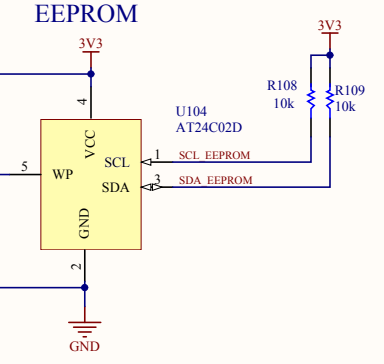 EEPROM
3V3
3V3
4
R108
10k
R109
10k
U104
AT24C02D
VCC
SCL
1
SCL_EEPROM
5
WP
SDA
3
SDA_EEPROM
GND
2
GND